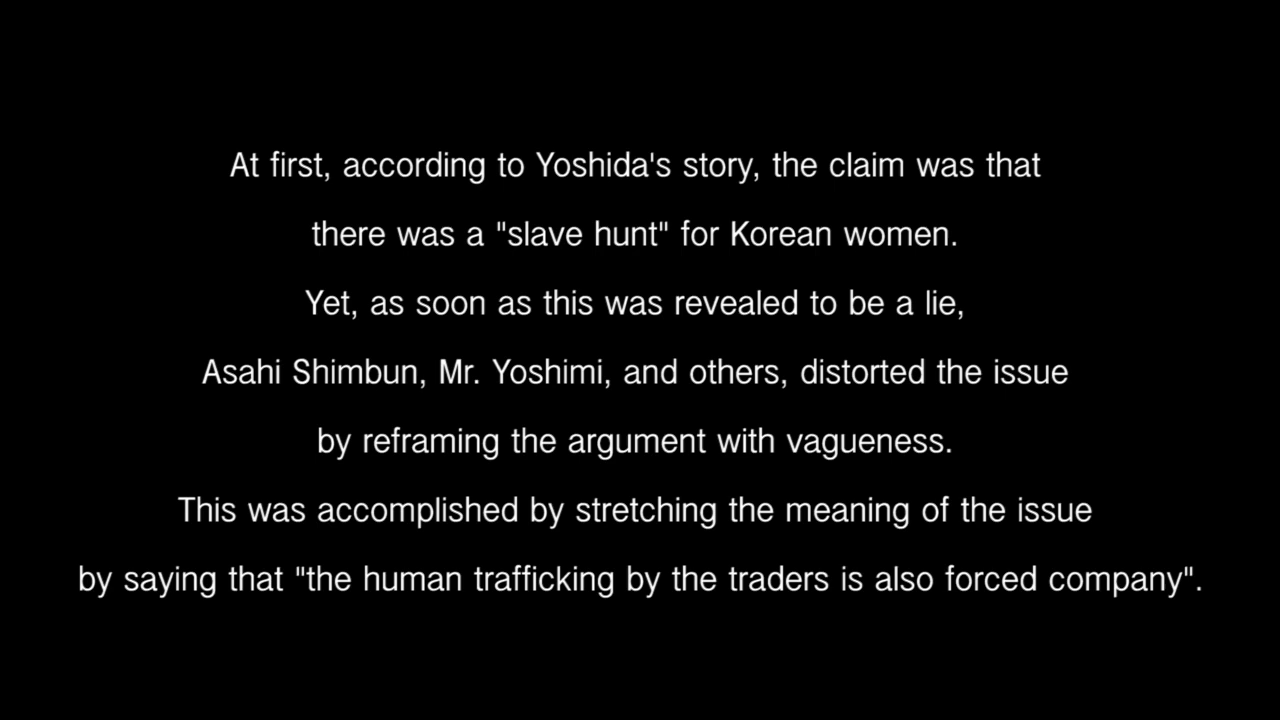 At first, according to Yoshida's story, the claim was that
there was a "slave hunt" for Korean women.
Yet, as soon as this was revealed to be a lie,
Asahi Shimbun, Mr. Yoshimi, and others, distorted the issue
by reframing the argument with vagueness.
This was accomplished by stretching the meaning of the issue
by saying that "the human trafficking by the traders is also forced company".